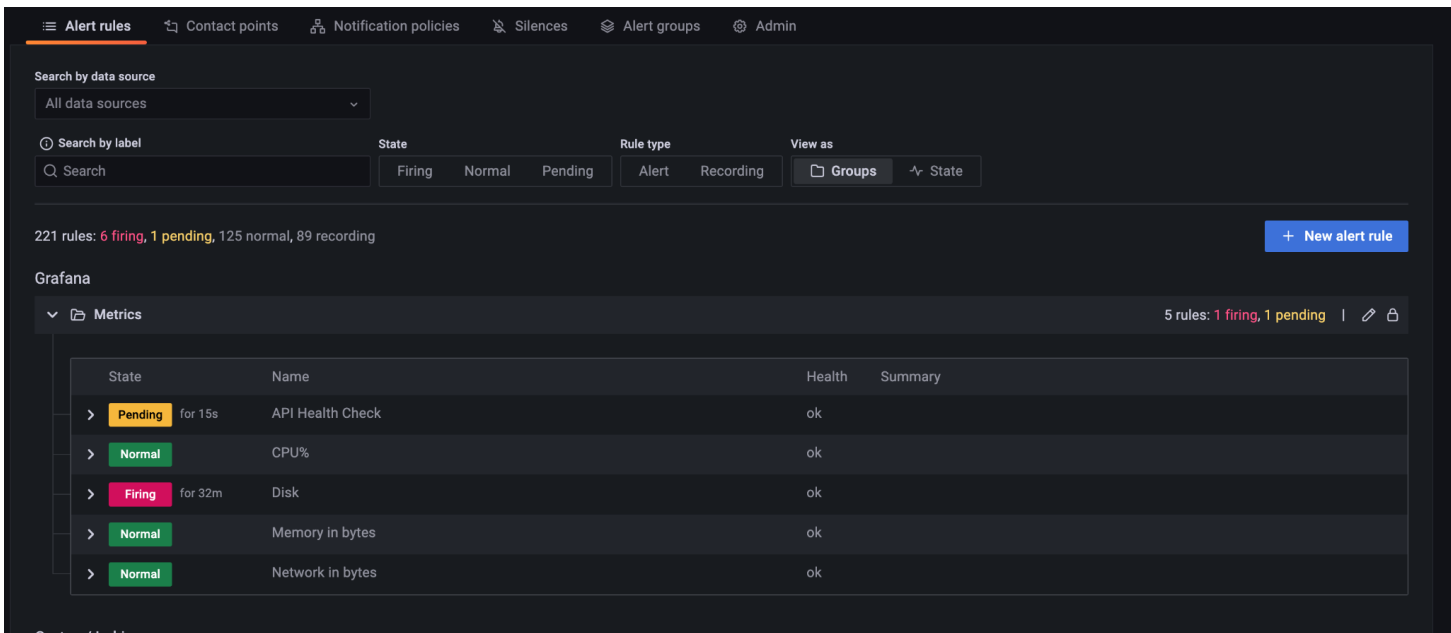 Alert rules Contact points Notification policies Silences Alert groups Admin
Search by data source
All data sources
Search by label State Rule type View as
Search Firing Normal Pending Alert Recording Groups State
221 rules: 6 firing, 1 pending, 125 normal, 89 recording + New alert rule
Grafana
Metrics 5 rules: 1 firing, 1 pending |
State Name Health Summary
Pending for 15s API Health Check ok
Normal CPU% ok
Firing for 32m Disk ok
Normal Memory in bytes ok
Normal Network in bytes ok